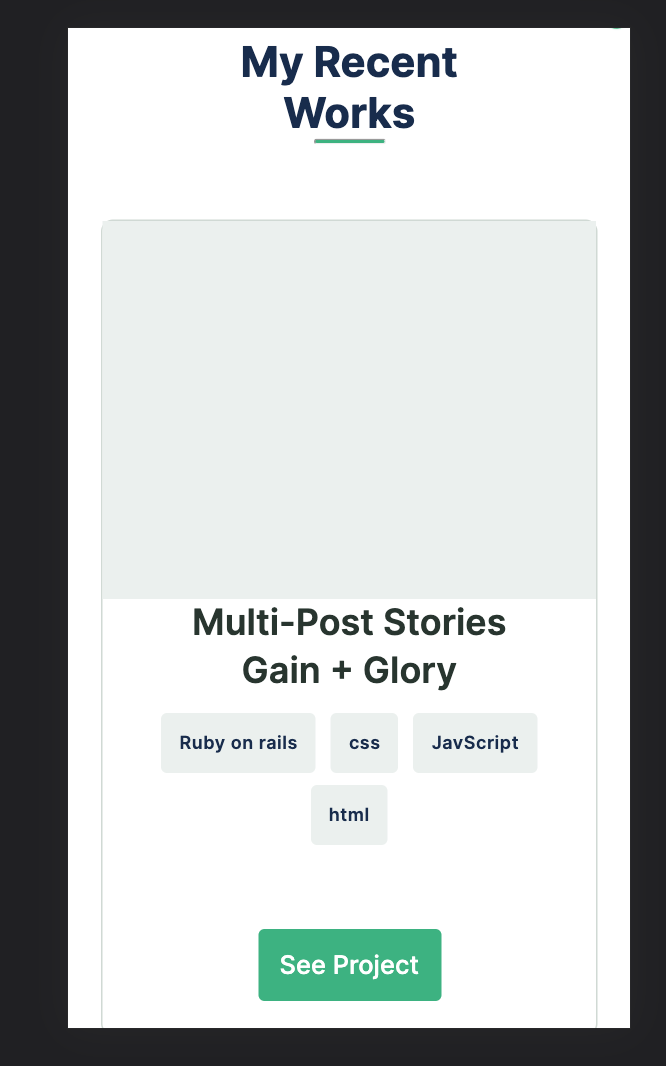 My Recent
Works
Multi-Post Stories
Gain + Glory
Ruby on rails css JavScript
html
See Project